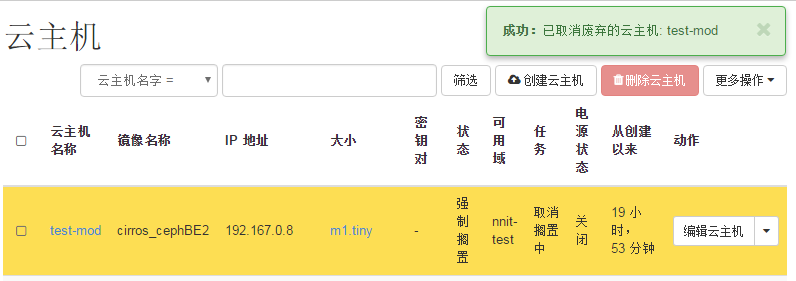 成功：已取消废弃的云主机: test-mod ×
云主机
云主机名字 = ▼ 筛选 创建云主机 删除云主机 更多操作
云主机名称 镜像名称 IP 地址 大小 密钥对 状态 可用域 任务 电源状态 从创建以来 动作
test-mod cirros_cephBE2 192.167.0.8 m1.tiny - 强制搁置 nnit-test 取消搁置中 关闭 19 小时，53 分钟 编辑云主机